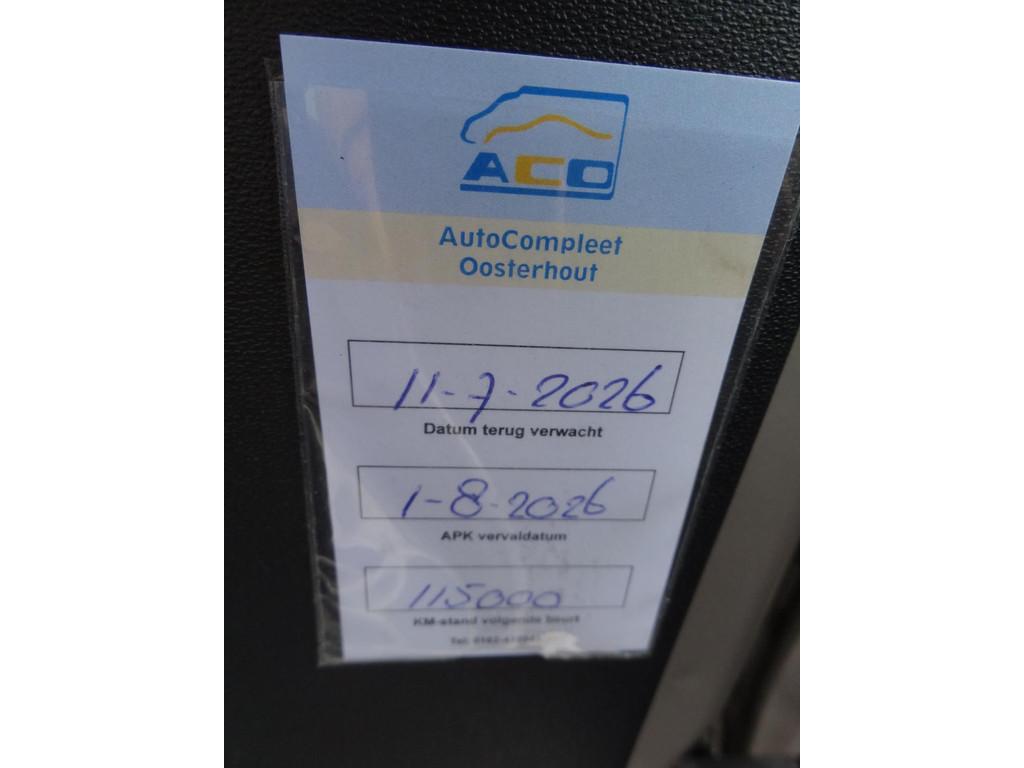 ACO
AutoCompleet
Oosterhout
11-7-2026
Datum terug verwacht
1-8-2026
APK vervaldatum
115000
KM-stand volgende beurt
Tel: